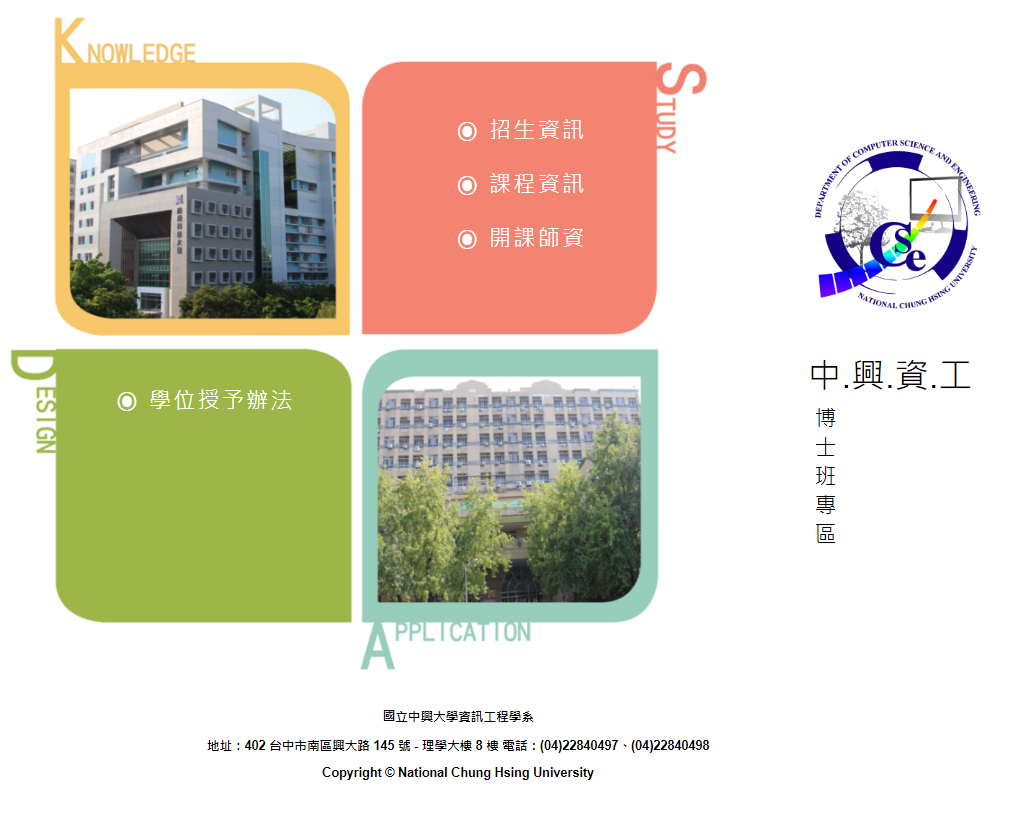 KNOWLEDGE
STUDY
招生資訊
課程資訊
開課師資
DEPARTMENT OF COMPUTER SCIENCE AND ENGINEERING
CSe
NATIONAL CHUNG HSING UNIVERSITY
中.興.資.工
博
士
班
專
區
DESIGN
學位授予辦法
APPLICATION
國立中興大學資訊工程學系
地址：402 台中市南區興大路 145 號 - 理學大樓 8 樓 電話：(04)22840497、(04)22840498
Copyright © National Chung Hsing University